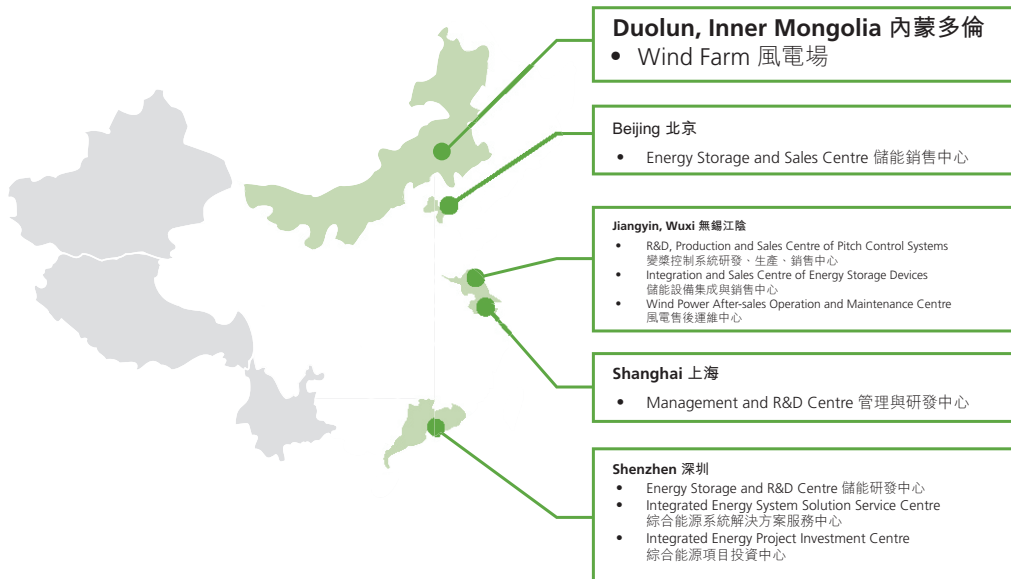 Duolun, Inner Mongolia 內蒙多倫
• Wind Farm 風電場
Beijing 北京
• Energy Storage and Sales Centre 儲能銷售中心
Jiangyin, Wuxi 無錫江陰
• R&D, Production and Sales Centre of Pitch Control Systems
變槳控制系統研發、生產、銷售中心
• Integration and Sales Centre of Energy Storage Devices
儲能設備集成與銷售中心
• Wind Power After-sales Operation and Maintenance Centre
風電售後運維中心
Shanghai 上海
• Management and R&D Centre 管理與研發中心
Shenzhen 深圳
• Energy Storage and R&D Centre 儲能研發中心
• Integrated Energy System Solution Service Centre
綜合能源系統解決方案服務中心
• Integrated Energy Project Investment Centre
綜合能源項目投資中心